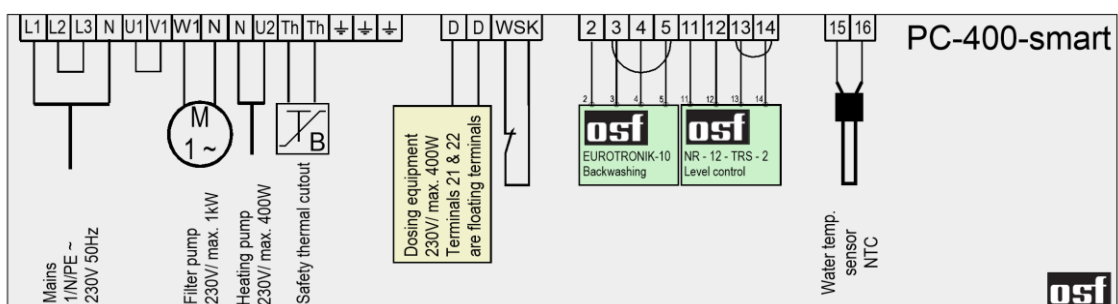 L1 L2 L3 N U1 V1 W1 N N U2 Th Th
D D WSK
2 3 4 5 11 12 13 14
15 16
PC-400-smart
M
1 ~
B
2 3 4 5
11 12 13 14
osf
EUROTRONIK-10
Backwashing
osf
NR - 12 - TRS - 2
Level control
Mains
1/N/PE ~
230V 50Hz
Filter pump
230V/ max. 1kW
Heating pump
230V/ max. 400W
Safety thermal cutout
Dosing equipment
230V/ max. 400W
Terminals 21 & 22
are floating terminals
Water temp.
sensor
NTC
osf